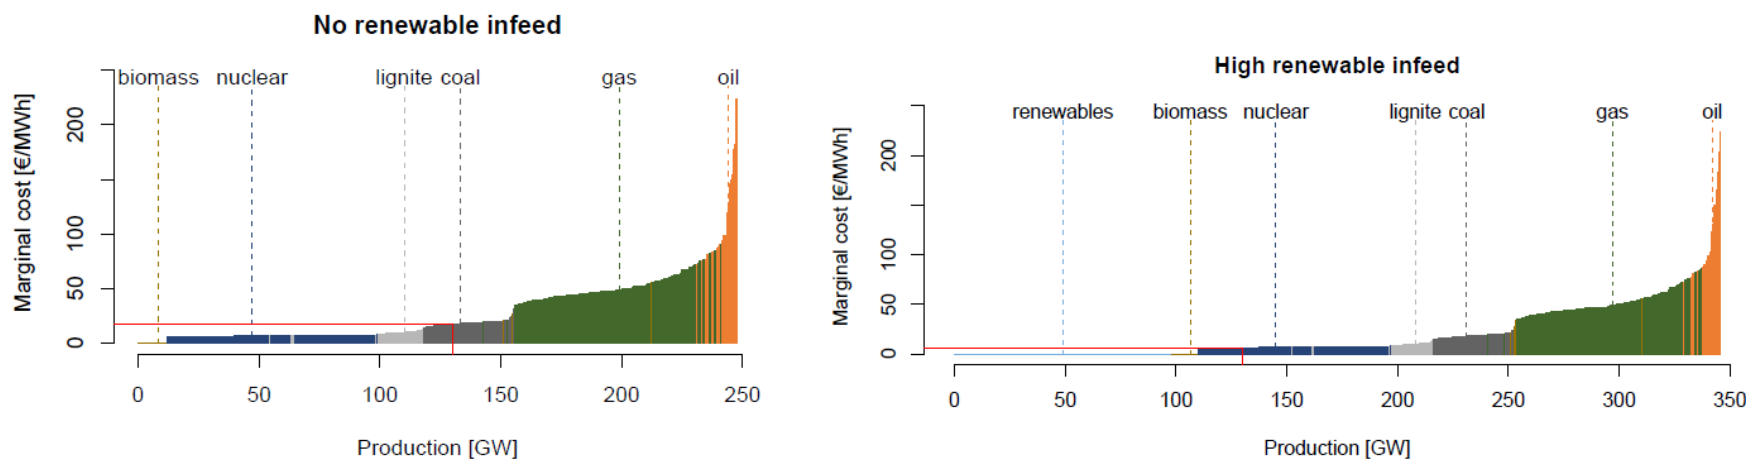 No renewable infeed
biomass nuclear lignite coal gas oil
Marginal cost [€/MWh]
200
100
50
0
0 50 100 150 200 250
Production [GW]
High renewable infeed
renewables biomass nuclear lignite coal gas oil
Marginal cost [€/MWh]
200
100
50
0
0 50 100 150 200 250 300 350
Production [GW]